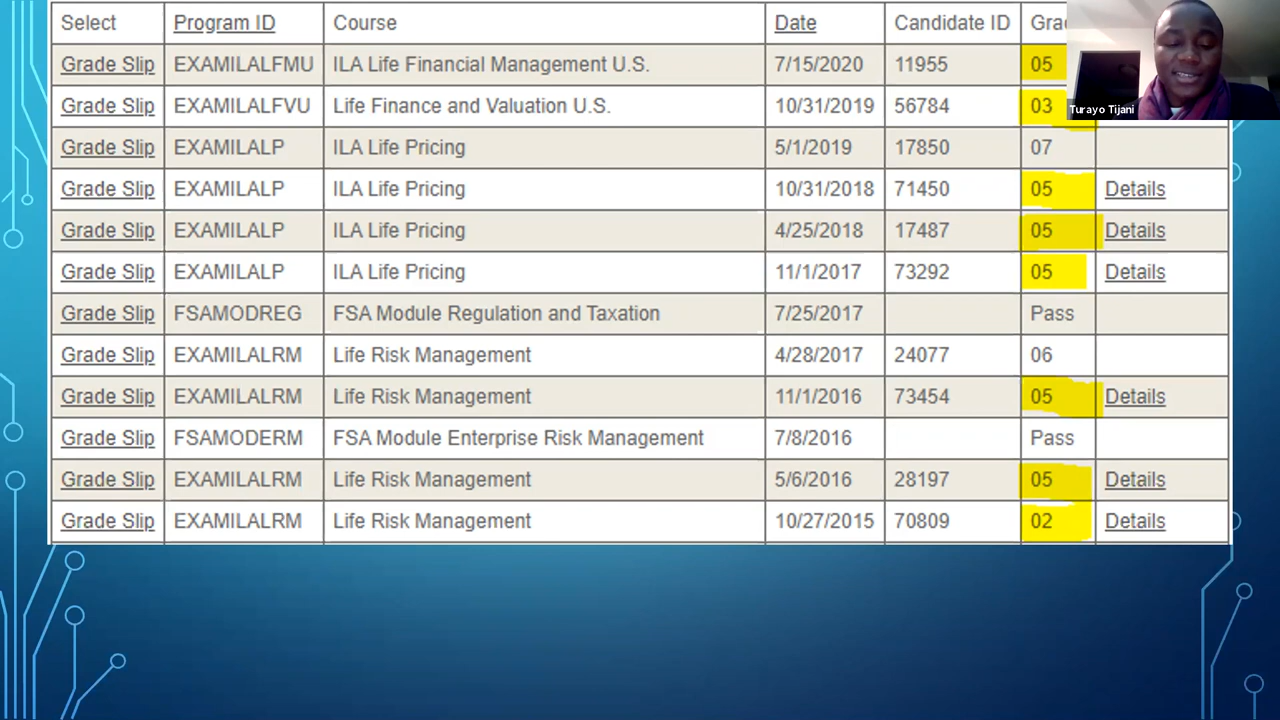 Select Program ID Course Date Candidate ID Gra
Grade Slip EXAMILALFMU ILA Life Financial Management U.S. 7/15/2020 11955 05
Grade Slip EXAMILALFVU Life Finance and Valuation U.S. 10/31/2019 56784 03
Turayo Tijani
Grade Slip EXAMILALP ILA Life Pricing 5/1/2019 17850 07
Grade Slip EXAMILALP ILA Life Pricing 10/31/2018 71450 05 Details
Grade Slip EXAMILALP ILA Life Pricing 4/25/2018 17487 05 Details
Grade Slip EXAMILALP ILA Life Pricing 11/1/2017 73292 05 Details
Grade Slip FSAMODREG FSA Module Regulation and Taxation 7/25/2017 Pass
Grade Slip EXAMILALRM Life Risk Management 4/28/2017 24077 06
Grade Slip EXAMILALRM Life Risk Management 11/1/2016 73454 05 Details
Grade Slip FSAMODERM FSA Module Enterprise Risk Management 7/8/2016 Pass
Grade Slip EXAMILALRM Life Risk Management 5/6/2016 28197 05 Details
Grade Slip EXAMILALRM Life Risk Management 10/27/2015 70809 02 Details